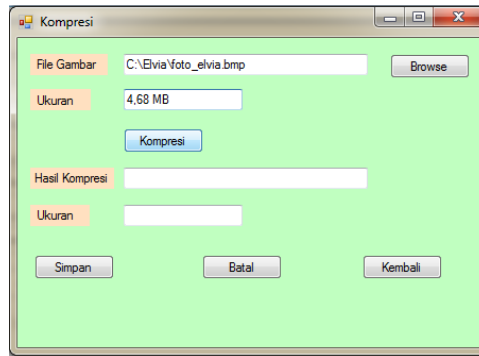 Kompresi
File Gambar C:\Elvia\foto_elvia.bmp Browse
Ukuran 4,68 MB
Kompresi
Hasil Kompresi
Ukuran
Simpan Batal Kembali